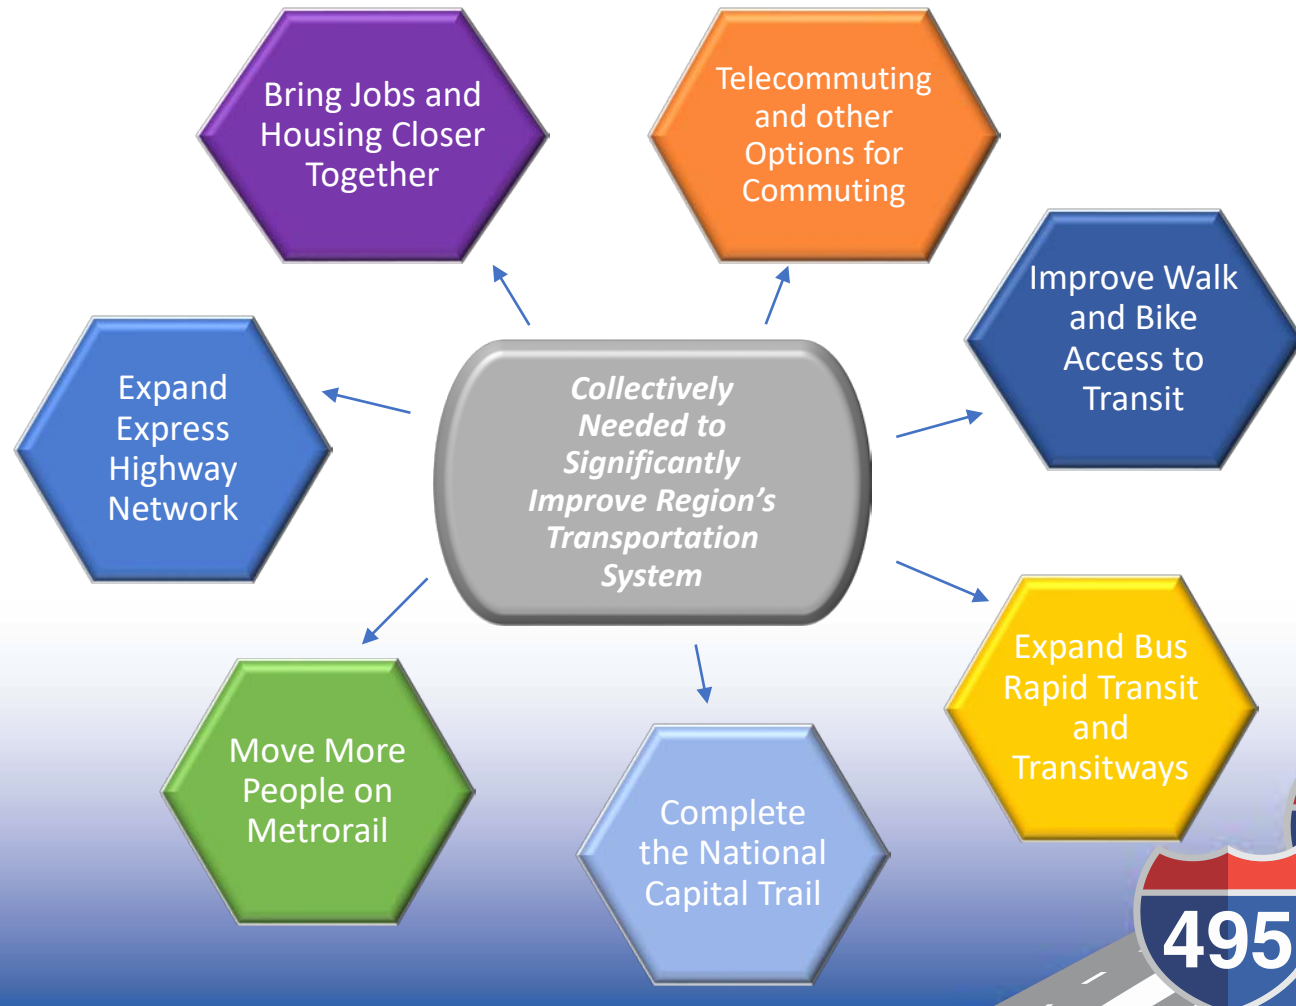 Bring Jobs and
Housing Closer
Together
Telecommuting
and other
Options for
Commuting
Improve Walk
and Bike
Access to
Transit
Expand
Express
Highway
Network
Collectively
Needed to
Significantly
Improve Region’s
Transportation
System
Expand Bus
Rapid Transit
and
Transitways
Move More
People on
Metrorail
Complete
the National
Capital Trail
495